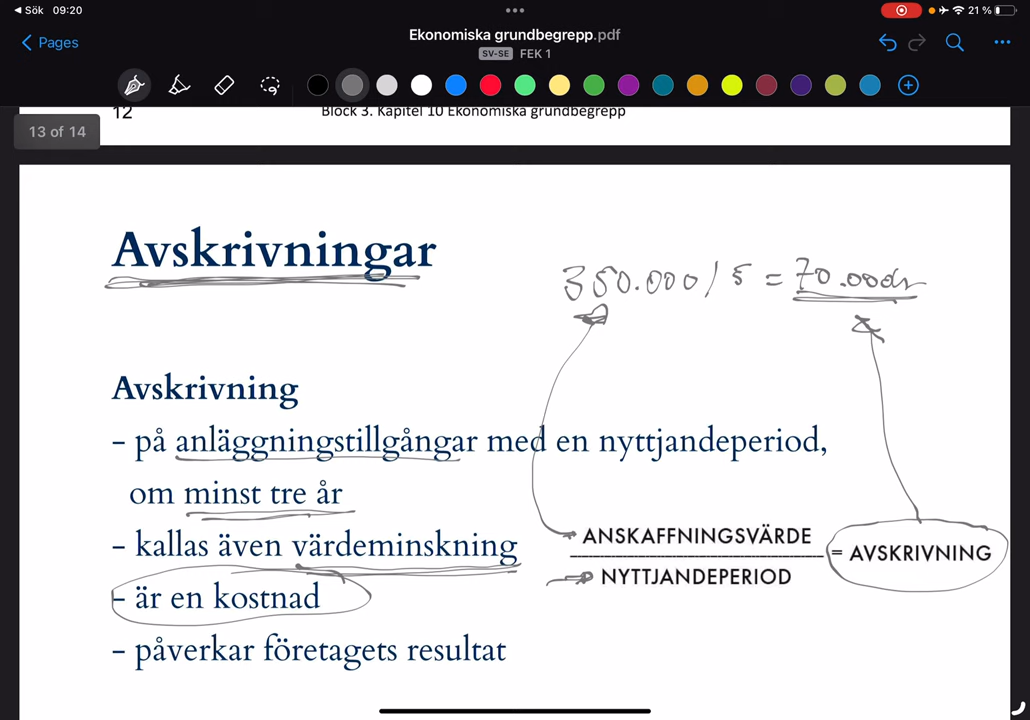 Sök 09:20
21 %
Pages
Ekonomiska grundbegrepp.pdf
SV-SE FEK 1
12 Block 3. Kapitel 10 Ekonomiska grundbegrepp
13 of 14
Avskrivningar
350.000 / 5 = 70.000kr
Avskrivning
- på anläggningstillgångar med en nyttjandeperiod,
om minst tre år
- kallas även värdeminskning
- är en kostnad
- påverkar företagets resultat
ANSKAFFNINGSVÄRDE
= AVSKRIVNING
NYTTJANDEPERIOD